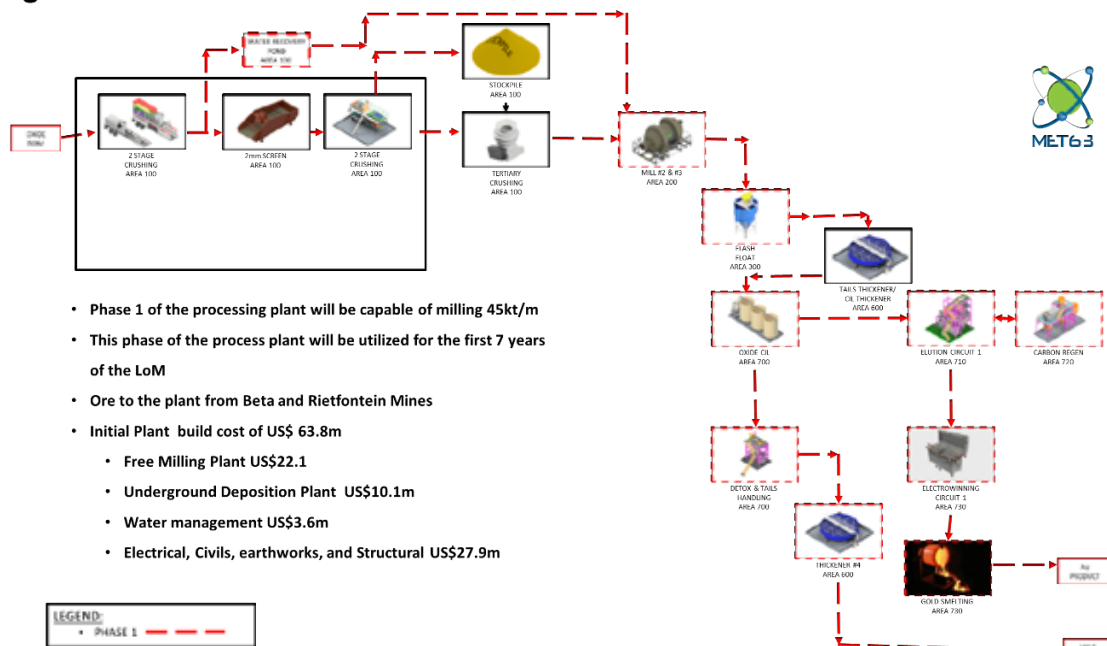 WATER RECOVERY
POND
AREA 100
STOCKPILE
AREA 100
2 STAGE
CRUSHING
AREA 100
2mm SCREEN
AREA 100
2 STAGE
CRUSHING
AREA 100
TERTIARY
CRUSHING
AREA 100
MILL #2 & #3
AREA 200
MET63
FLASH
FLOAT
AREA 300
TAILS THICKENER/
CIL THICKENER
AREA 600
OXIDE CIL
AREA 700
ELUTION CIRCUIT 1
AREA 710
CARBON REGEN
AREA 720
• Phase 1 of the processing plant will be capable of milling 45kt/m
• This phase of the process plant will be utilized for the first 7 years
of the LoM
• Ore to the plant from Beta and Rietfontein Mines
• Initial Plant build cost of US$ 63.8m
• Free Milling Plant US$22.1
• Underground Deposition Plant US$10.1m
• Water management US$3.6m
• Electrical, Civils, earthworks, and Structural US$27.9m
DETOX & TAILS
HANDLING
AREA 700
ELECTROWINNING
CIRCUIT 1
AREA 730
THICKENER #4
AREA 600
GOLD SMELTING
AREA 730
Au
PRODUCT
LEGEND:
• PHASE 1